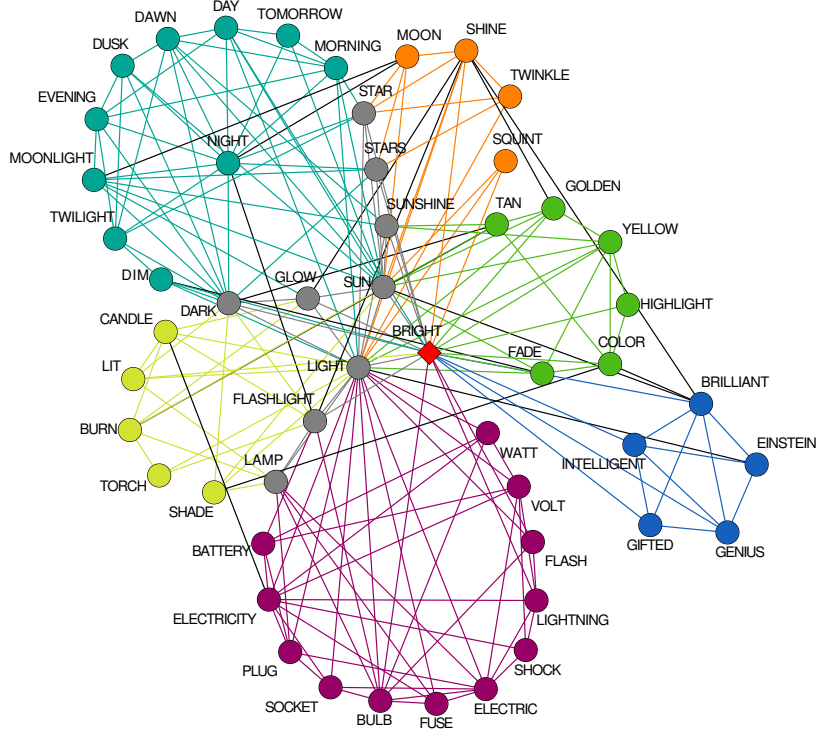 DAY
TOMORROW
DAWN
MOON
SHINE
DUSK
MORNING
TWINKLE
STAR
EVENING
NIGHT
SQUINT
STARS
MOONLIGHT
GOLDEN
SUNSHINE
TAN
TWILIGHT
YELLOW
DIM
GLOW
SUN
DARK
HIGHLIGHT
CANDLE
BRIGHT
COLOR
LIT
LIGHT
FADE
BRILLIANT
FLASHLIGHT
BURN
EINSTEIN
WATT
LAMP
INTELLIGENT
TORCH
VOLT
SHADE
BATTERY
FLASH
GIFTED
GENIUS
ELECTRICITY
LIGHTNING
PLUG
SHOCK
SOCKET
ELECTRIC
BULB
FUSE